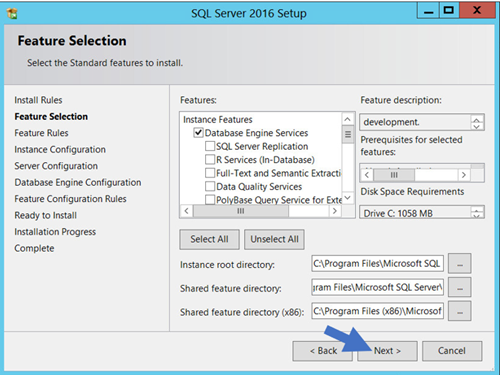 SQL Server 2016 Setup
Feature Selection
Select the Standard features to install.
Install Rules
Feature Selection
Feature Rules
Instance Configuration
Server Configuration
Database Engine Configuration
Feature Configuration Rules
Ready to Install
Installation Progress
Complete
Features:
Instance Features
Database Engine Services
SQL Server Replication
R Services (In-Database)
Full-Text and Semantic Extracti
Data Quality Services
PolyBase Query Service for Exte
Feature description:
development.
Prerequisites for selected
features:
Disk Space Requirements
Drive C: 1058 MB
Select All
Unselect All
Instance root directory:
C:\Program Files\Microsoft SQL
...
Shared feature directory:
gram Files\Microsoft SQL Server\
...
Shared feature directory (x86):
C:\Program Files (x86)\Microsof
...
< Back
Next >
Cancel